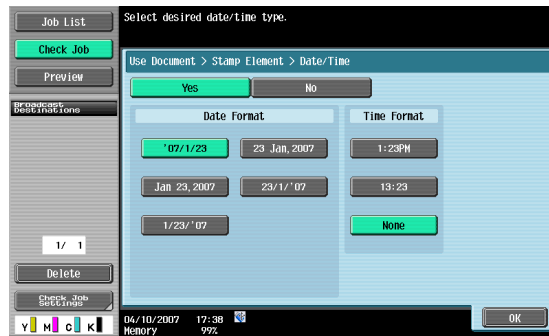 Job List
Select desired date/time type.
Check Job
Use Document > Stamp Element > Date/Time
Preview
Yes
No
Broadcast
Destinations
Date Format
Time Format
'07/1/23
23 Jan,2007
1:23PM
Jan 23,2007
23/1/'07
13:23
1/23/'07
None
1/ 1
Delete
Check Job
Settings
Y M C K
04/10/2007 17:38
Memory 99%
OK